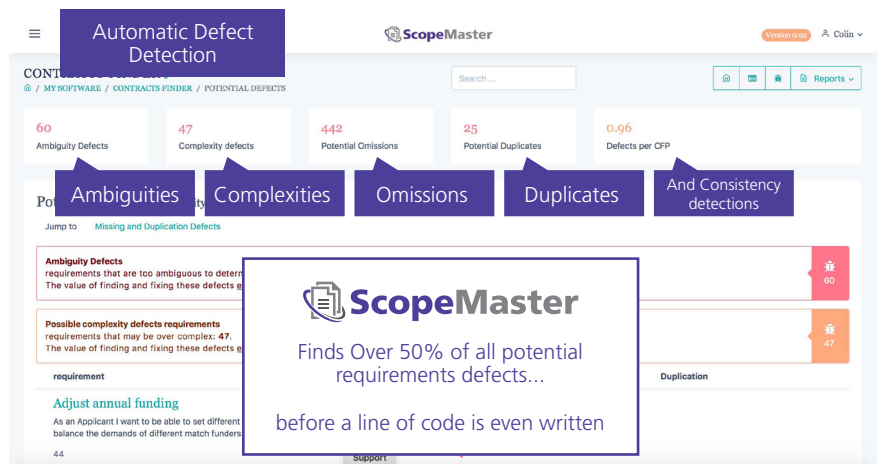 Automatic Defect
Detection
ScopeMaster
Version 0.92
Colin
MY SOFTWARE / CONTRACTS FINDER / POTENTIAL DEFECTS
Search ...
Reports
60
Ambiguity Defects
47
Complexity defects
442
Potential Omissions
25
Potential Duplicates
0.96
Defects per CFP
Ambiguities
Complexities
Omissions
Duplicates
And Consistency
detections
Jump to Missing and Duplication Defects
Ambiguity Defects
requirements that are too ambiguous to
The value of finding and fixing these defects
60
Possible complexity defects requirements
requirements that may be over complex: 47.
The value of finding and fixing these defects
47
ScopeMaster
Finds Over 50% of all potential
requirements defects...
before a line of code is even written
requirement
Duplication
Adjust annual funding
As an Applicant I want to be able to set different
balance the demands of different match funders
44
Support